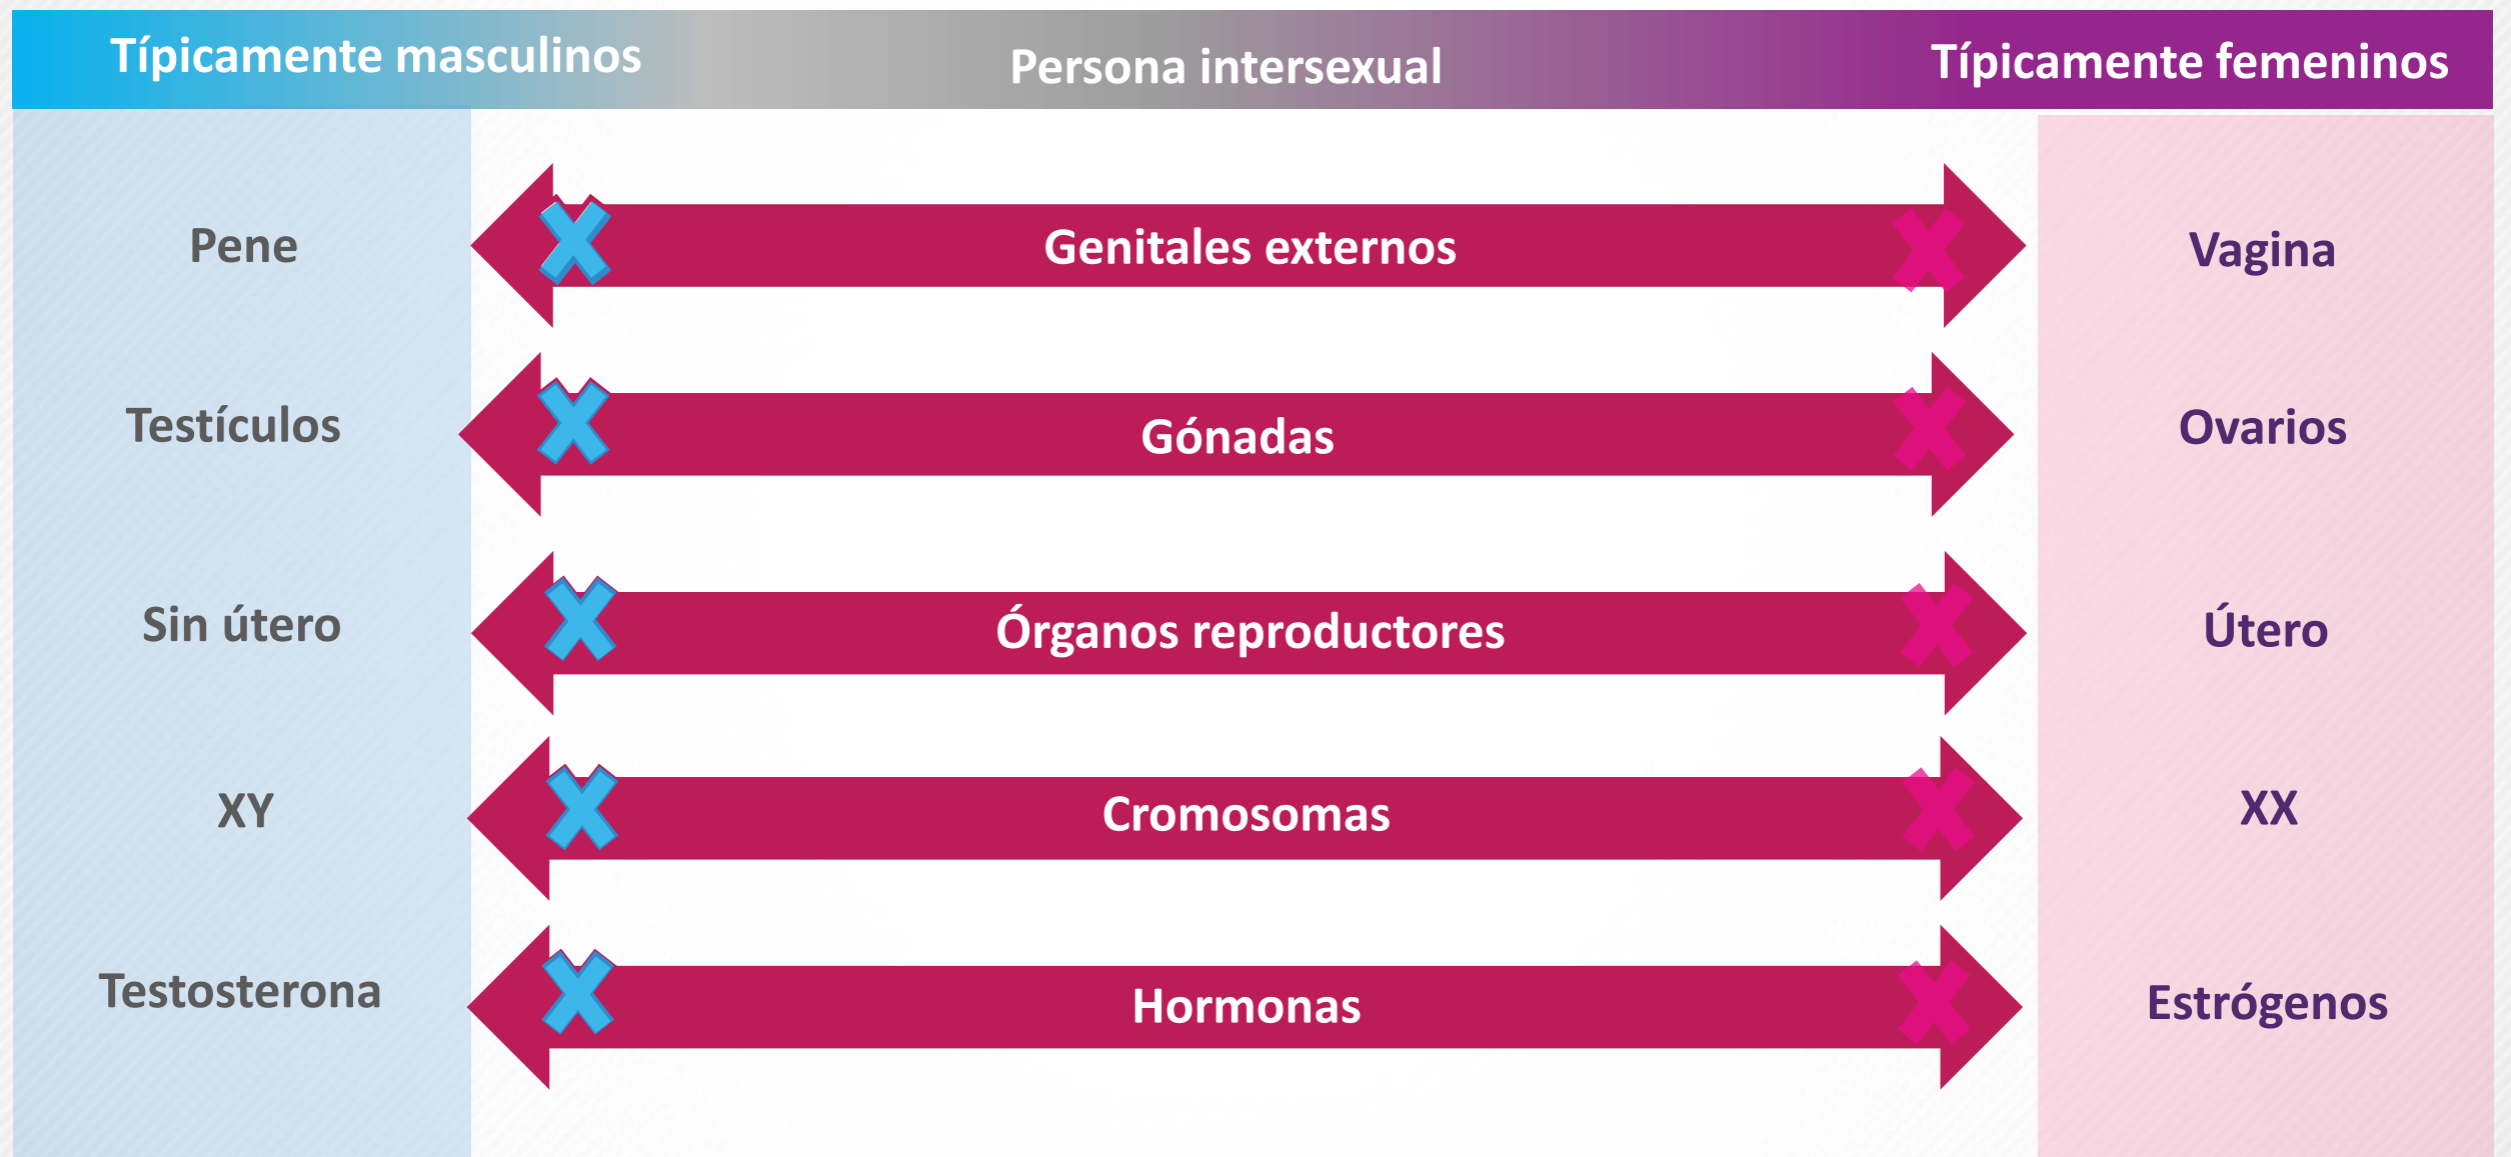 Típicamente masculinos
Persona intersexual
Típicamente femeninos
Pene
Genitales externos
Vagina
Testículos
Gónadas
Ovarios
Sin útero
Órganos reproductores
Útero
XY
Cromosomas
XX
Testosterona
Hormonas
Estrógenos